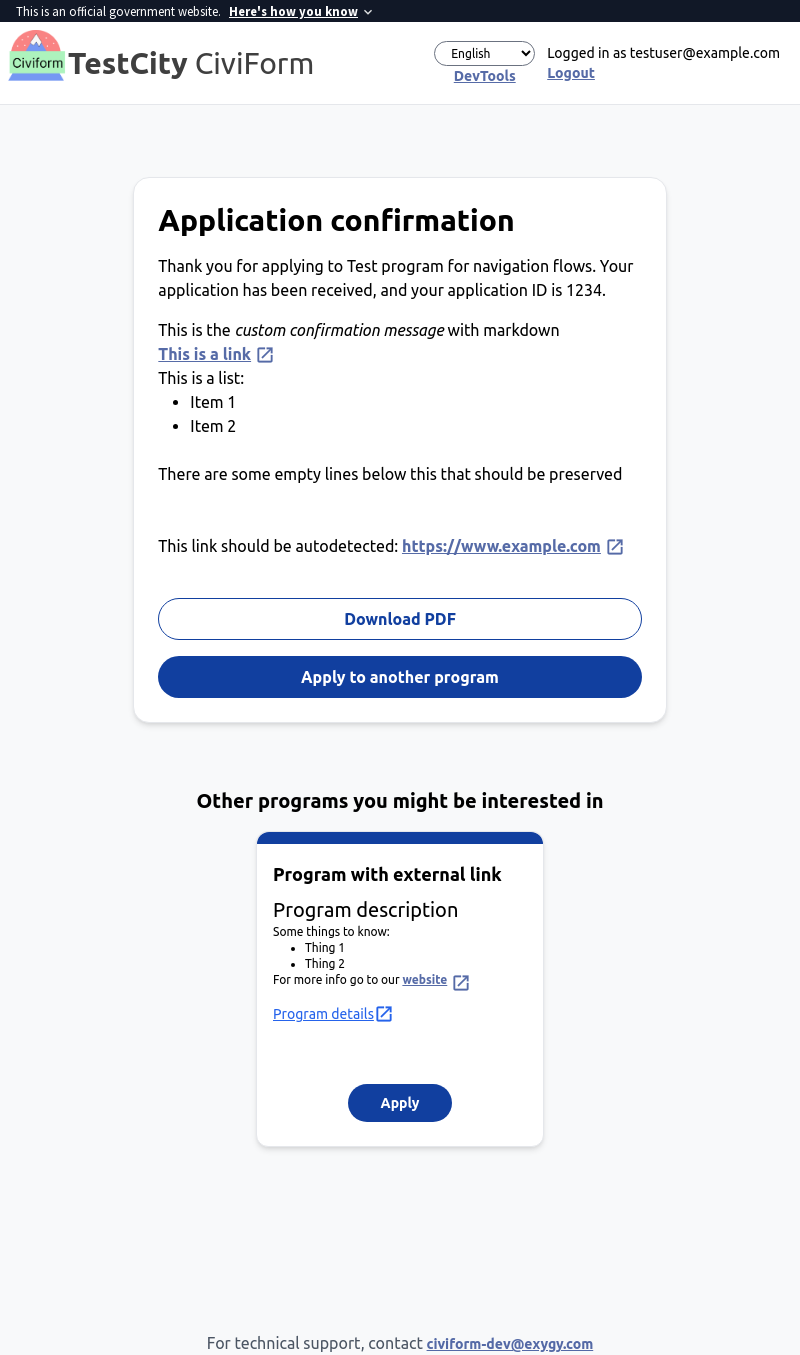 This is an official government website. Here's how you know
Civiform
TestCity CiviForm
English
DevTools
Logged in as testuser@example.com
Logout
Application confirmation
Thank you for applying to Test program for navigation flows. Your
application has been received, and your application ID is 1234.
This is the custom confirmation message with markdown
This is a link
This is a list:
• Item 1
• Item 2
There are some empty lines below this that should be preserved
This link should be autodetected: https://www.example.com
Download PDF
Apply to another program
Other programs you might be interested in
Program with external link
Program description
Some things to know:
• Thing 1
• Thing 2
For more info go to our website
Program details
Apply
For technical support, contact civiform-dev@exygy.com